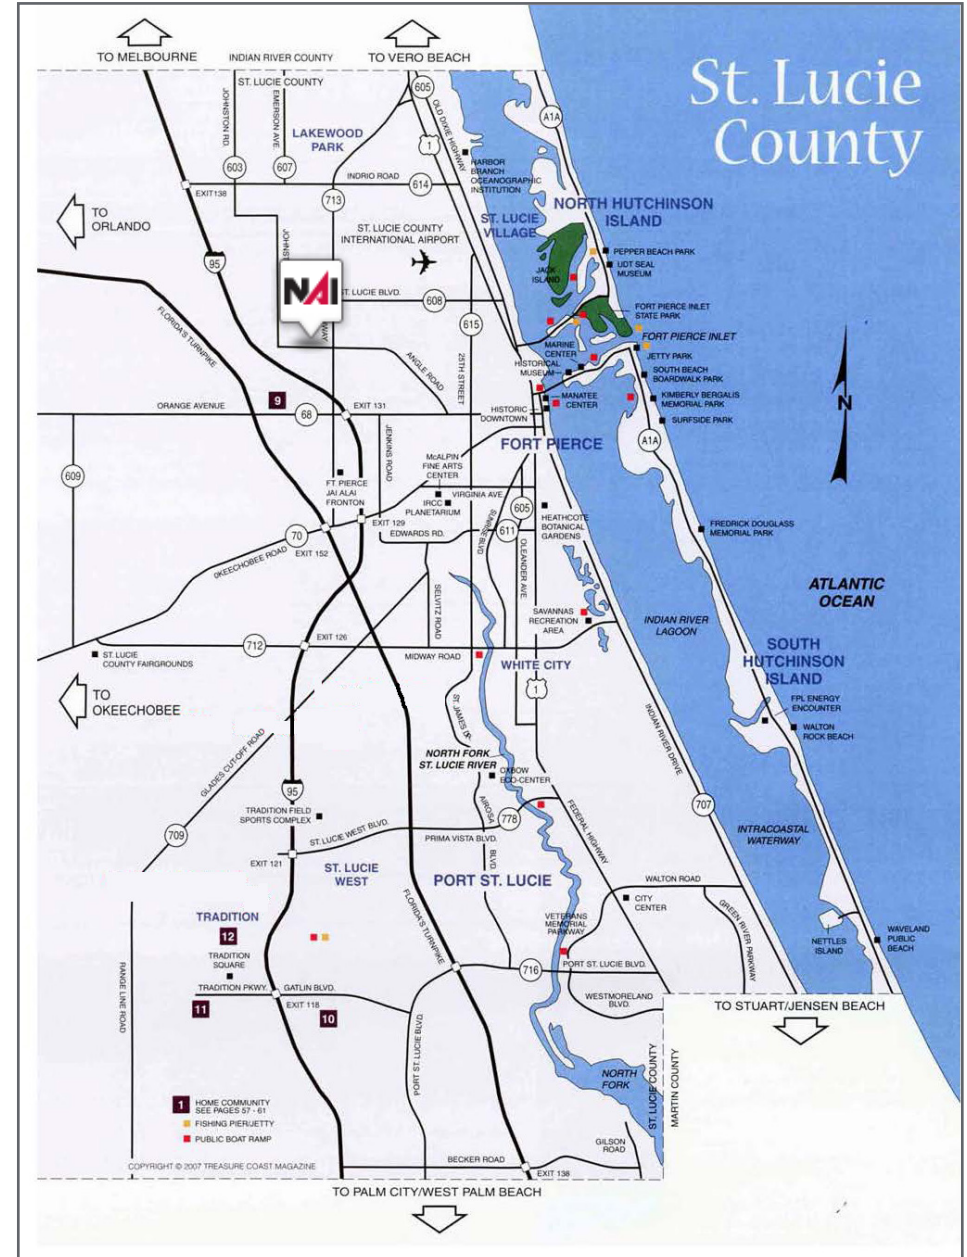 TO MELBOURNE
INDIAN RIVER COUNTY
TO VERO BEACH
ST. LUCIE COUNTY
St. Lucie
County
JOHNSTON RD.
EMERSON AVE.
605
OLD DIXIE HIGHWAY
A1A
LAKEWOOD
PARK
1
603
607
HARBOR
BRANCH
OCEANOGRAPHIC
INSTITUTION
INDRIO ROAD
614
EXIT138
713
NORTH HUTCHINSON
ISLAND
TO
ORLANDO
ST. LUCIE
VILLAGE
ST. LUCIE COUNTY
INTERNATIONAL AIRPORT
PEPPER BEACH PARK
UDT SEAL
MUSEUM
95
JACK
ISLAND
NAI
ST. LUCIE BLVD.
608
FORT PIERCE INLET
STATE PARK
FLORIDA'S TURNPIKE
615
FORT PIERCE INLET
MARINE
CENTER
JETTY PARK
HISTORICAL
MUSEUM
SOUTH BEACH
BOARDWALK PARK
ANGLE ROAD
25TH STREET
MANATEE
CENTER
KIMBERLY BERGALIS
MEMORIAL PARK
N
9
ORANGE AVENUE
68
EXIT 131
HISTORIC
DOWNTOWN
SURFSIDE PARK
FORT PIERCE
A1A
JENKINS ROAD
609
McALPIN
FINE ARTS
CENTER
FT PIERCE
JAI ALAI
FRONTON
VIRGINIA AVE.
IRCC
PLANETARIUM
605
SUNRISE BLVD
EXIT 129
HEATHCOTE
BOTANICAL
GARDENS
FREDRICK DOUGLASS
MEMORIAL PARK
70
EDWARDS RD.
611
EXIT 152
OKEECHOBEE ROAD
OLEANDER AVE.
ATLANTIC
OCEAN
SELVITZ ROAD
SAVANNAS
RECREATION
AREA
INDIAN RIVER
LAGOON
EXIT 126
712
ST. LUCIE
COUNTY FAIRGROUNDS
MIDWAY ROAD
WHITE CITY
SOUTH
HUTCHINSON
ISLAND
TO
OKEECHOBEE
1
ST. JAMES DR.
FPL ENERGY
ENCOUNTER
INDIAN RIVER DRIVE
WALTON
ROCK BEACH
GLADES CUT-OFF ROAD
NORTH FORK
ST. LUCIE RIVER
OXBOW
ECO-CENTER
95
AIROSA
BLVD
TRADITION FIELD
SPORTS COMPLEX
778
FEDERAL HIGHWAY
707
709
ST. LUCIE WEST BLVD.
PRIMA VISTA BLVD.
INTRACOASTAL
WATERWAY
EXIT 121
ST. LUCIE
WEST
PORT ST. LUCIE
WALTON ROAD
FLORIDA'S TURNPIKE
CITY
CENTER
GREEN RIVER PARKWAY
TRADITION
12
VETERANS
MEMORIAL
PARKWAY
NETTLES
ISLAND
WAVELAND
PUBLIC
BEACH
TRADITION
SQUARE
716
PORT ST. LUCIE BLVD.
RANGE LINE ROAD
TRADITION PKWY.
GATLIN BLVD.
WESTMORELAND
BLVD.
11
EXIT 118
10
TO STUART/JENSEN BEACH
PORT ST. LUCIE BLVD.
ST. LUCIE COUNTY
MARTIN COUNTY
NORTH
FORK
1
HOME COMMUNITY
SEE PAGES 57 - 61
FISHING PIER/JETTY
PUBLIC BOAT RAMP
GILSON
ROAD
COPYRIGHT © 2007 TREASURE COAST MAGAZINE
BECKER ROAD
EXIT 138
TO PALM CITY/WEST PALM BEACH